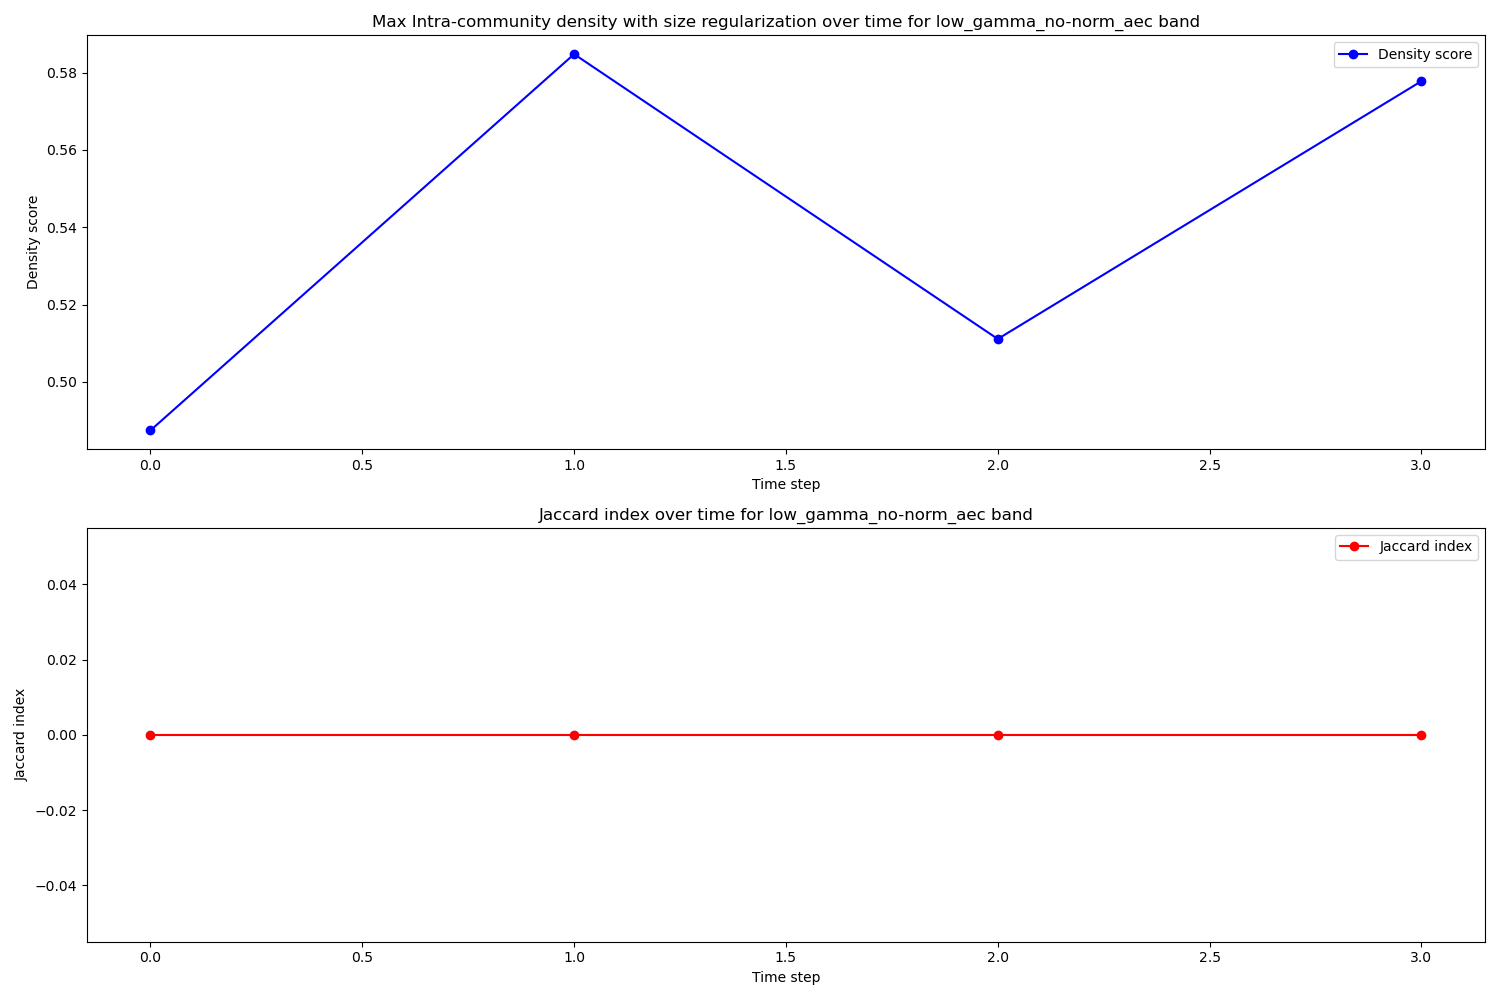 Max Intra-community density with size regularization over time for low_gamma_no-norm_aec band
Density score
0.58
0.56
0.54
0.52
0.50
Density score
0.0 0.5 1.0 1.5 2.0 2.5 3.0
Time step
Jaccard index over time for low_gamma_no-norm_aec band
Jaccard index
0.04
0.02
0.00
−0.02
−0.04
Jaccard index
0.0 0.5 1.0 1.5 2.0 2.5 3.0
Time step